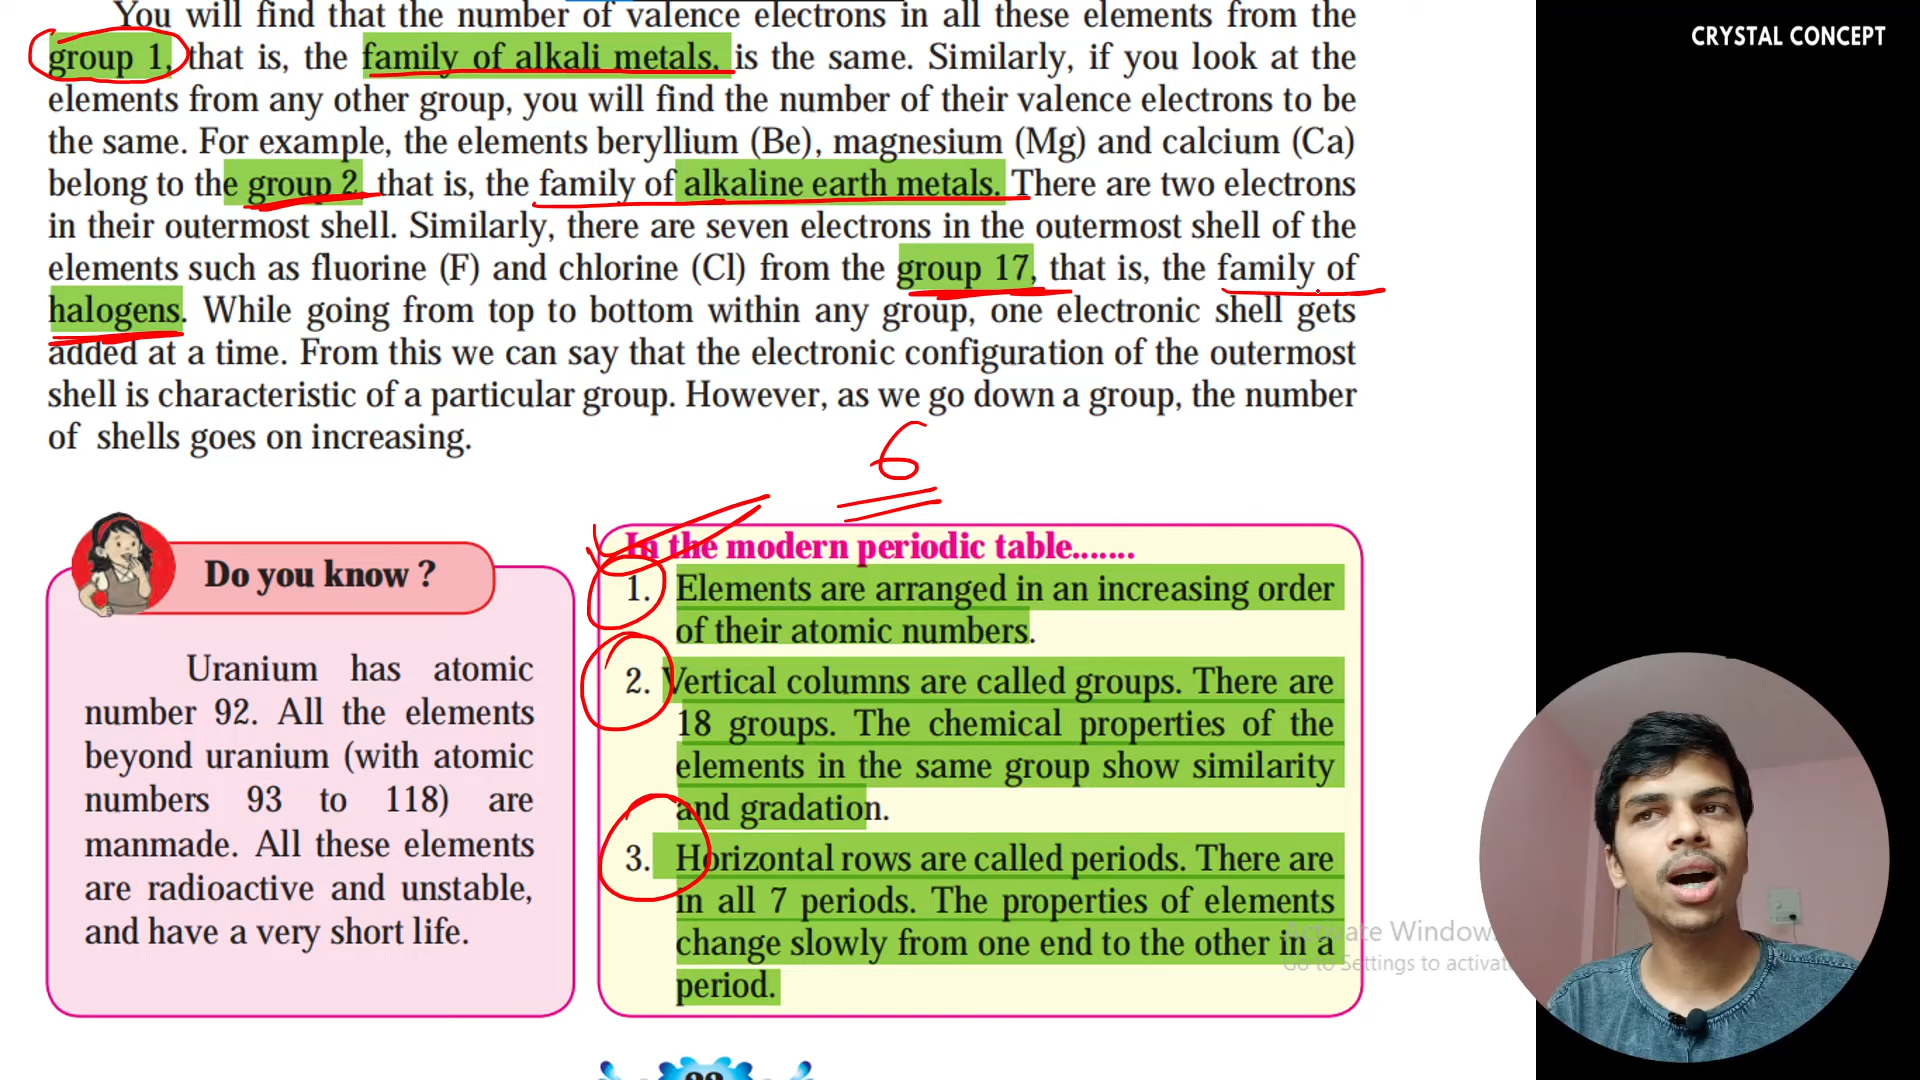 You will find that the number of valence electrons in all these elements from the
group 1, that is, the family of alkali metals, is the same. Similarly, if you look at the
elements from any other group, you will find the number of their valence electrons to be
the same. For example, the elements beryllium (Be), magnesium (Mg) and calcium (Ca)
belong to the group 2, that is, the family of alkaline earth metals. There are two electrons
in their outermost shell. Similarly, there are seven electrons in the outermost shell of the
elements such as fluorine (F) and chlorine (Cl) from the group 17, that is, the family of
halogens. While going from top to bottom within any group, one electronic shell gets
added at a time. From this we can say that the electronic configuration of the outermost
shell is characteristic of a particular group. However, as we go down a group, the number
of shells goes on increasing.
6
Do you know ?
Uranium has atomic
number 92. All the elements
beyond uranium (with atomic
numbers 93 to 118) are
manmade. All these elements
are radioactive and unstable,
and have a very short life.
In the modern periodic table.......
1. Elements are arranged in an increasing order
of their atomic numbers.
2. Vertical columns are called groups. There are
18 groups. The chemical properties of the
elements in the same group show similarity
and gradation.
3. Horizontal rows are called periods. There are
in all 7 periods. The properties of elements
change slowly from one end to the other in a
period.
CRYSTAL CONCEPT